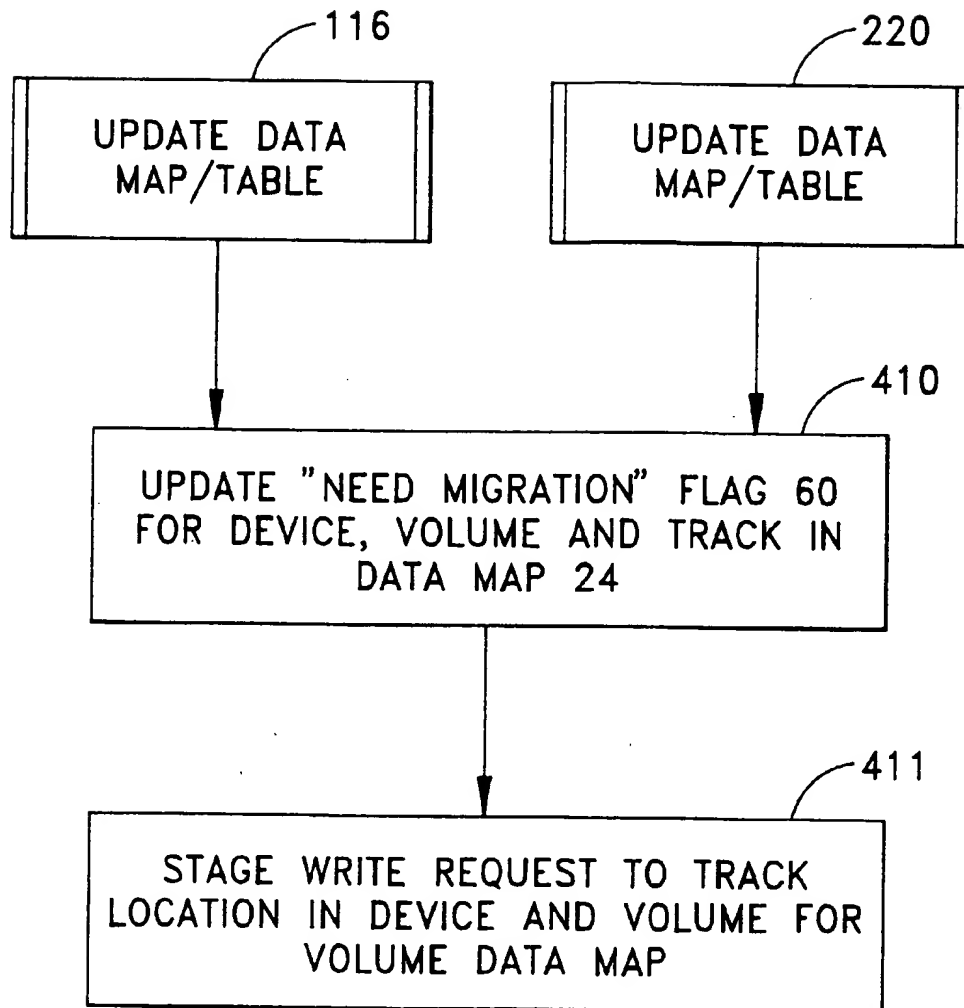 116
220
UPDATE DATA
MAP/TABLE
UPDATE DATA
MAP/TABLE
410
UPDATE "NEED MIGRATION" FLAG 60
FOR DEVICE, VOLUME AND TRACK IN
DATA MAP 24
411
STAGE WRITE REQUEST TO TRACK
LOCATION IN DEVICE AND VOLUME FOR
VOLUME DATA MAP